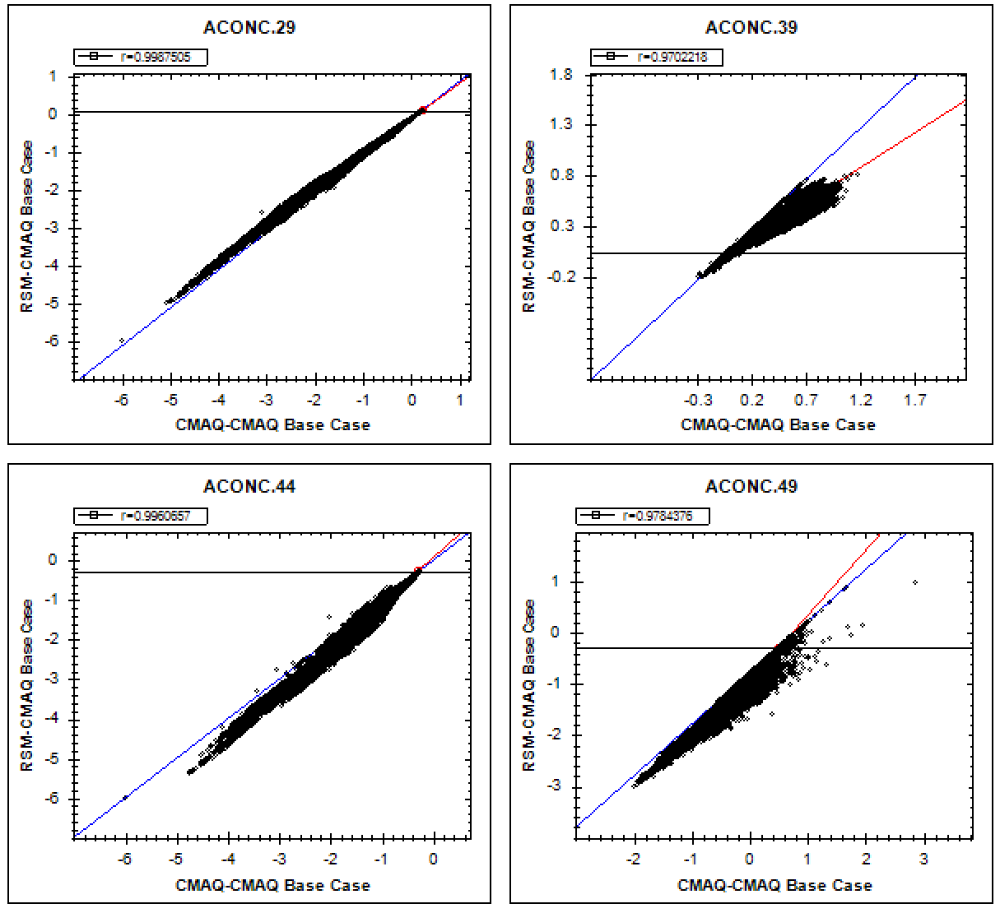 ACONC.29
r=0.9987505
1
0
-1
-2
-3
-4
-5
-6
RSM-CMAQ Base Case
-6 -5 -4 -3 -2 -1 0 1
CMAQ-CMAQ Base Case
ACONC.39
r=0.9702218
1.8
1.3
0.8
0.3
-0.2
RSM-CMAQ Base Case
-0.3 0.2 0.7 1.2 1.7
CMAQ-CMAQ Base Case
ACONC.44
r=0.9960657
0
-1
-2
-3
-4
-5
-6
RSM-CMAQ Base Case
-6 -5 -4 -3 -2 -1 0
CMAQ-CMAQ Base Case
ACONC.49
r=0.9784376
1
0
-1
-2
-3
RSM-CMAQ Base Case
-2 -1 0 1 2 3
CMAQ-CMAQ Base Case